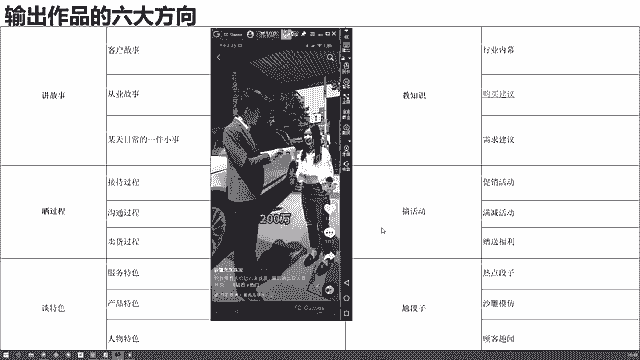 输出作品的六大方向
讲故事
客户故事
从业故事
某天日常的一件小事
晒过程
接待过程
沟通过程
卖货过程
谈特色
服务特色
产品特色
人物特色
200万
教知识
行业内幕
购买建议
需求建议
搞活动
促销活动
满减活动
赠送福利
拍段子
热点段子
沙雕模仿
顾客趣闻